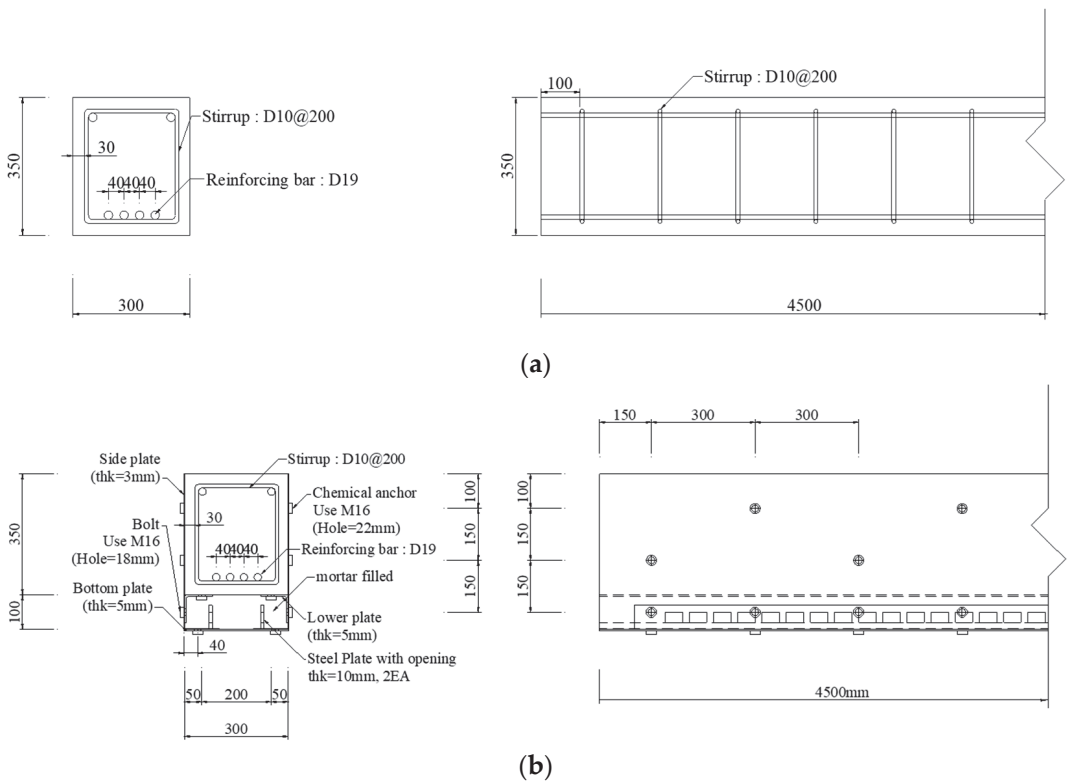 350
30
404040
Stirrup : D10@200
Reinforcing bar : D19
300
350
100
Stirrup : D10@200
4500
(a)
Side plate
(thk=3mm)
Bolt
Use M16
(Hole=18mm)
Bottom plate
(thk=5mm)
350
100
30
404040
Stirrup : D10@200
Chemical anchor
Use M16
(Hole=22mm)
Reinforcing bar : D19
mortar filled
Lower plate
(thk=5mm)
Steel Plate with opening
thk=10mm, 2EA
40
50 200 50
300
100
150
150
150 300 300
100
150
150
4500mm
(b)